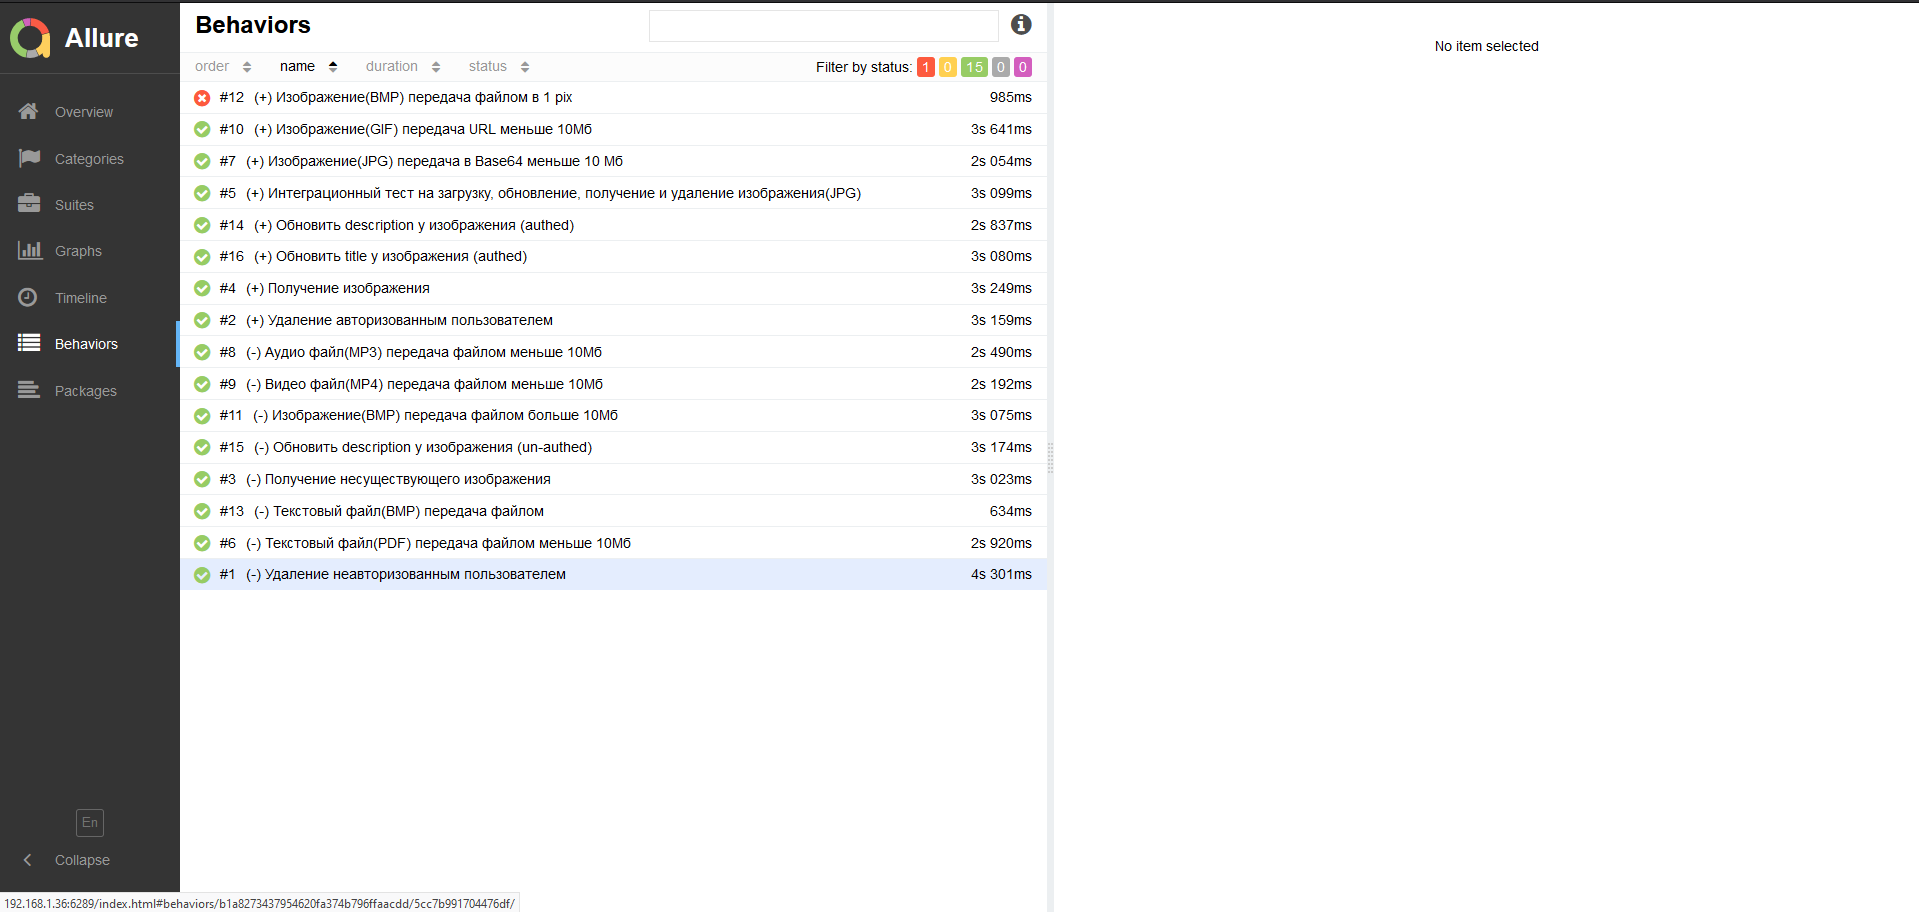 Allure
Overview
Categories
Suites
Graphs
Timeline
Behaviors
Packages
En
Collapse
Behaviors
order name duration status Filter by status: 1 0 15 0 0
#12 (+) Изображение(BMP) передача файлом в 1 pix 985ms
#10 (+) Изображение(GIF) передача URL меньше 10Мб 3s 641ms
#7 (+) Изображение(JPG) передача в Base64 меньше 10 Мб 2s 054ms
#5 (+) Интеграционный тест на загрузку, обновление, получение и удаление изображения(JPG) 3s 099ms
#14 (+) Обновить description у изображения (authed) 2s 837ms
#16 (+) Обновить title у изображения (authed) 3s 080ms
#4 (+) Получение изображения 3s 249ms
#2 (+) Удаление авторизованным пользователем 3s 159ms
#8 (-) Аудио файл(MP3) передача файлом меньше 10Мб 2s 490ms
#9 (-) Видео файл(MP4) передача файлом меньше 10Мб 2s 192ms
#11 (-) Изображение(BMP) передача файлом больше 10Мб 3s 075ms
#15 (-) Обновить description у изображения (un-authed) 3s 174ms
#3 (-) Получение несуществующего изображения 3s 023ms
#13 (-) Текстовый файл(BMP) передача файлом 634ms
#6 (-) Текстовый файл(PDF) передача файлом меньше 10Мб 2s 920ms
#1 (-) Удаление неавторизованным пользователем 4s 301ms
No item selected
192.168.1.36:6289/index.html#behaviors/b1a8273437954620fa374b796ffaacdd/5cc7b991704476df/